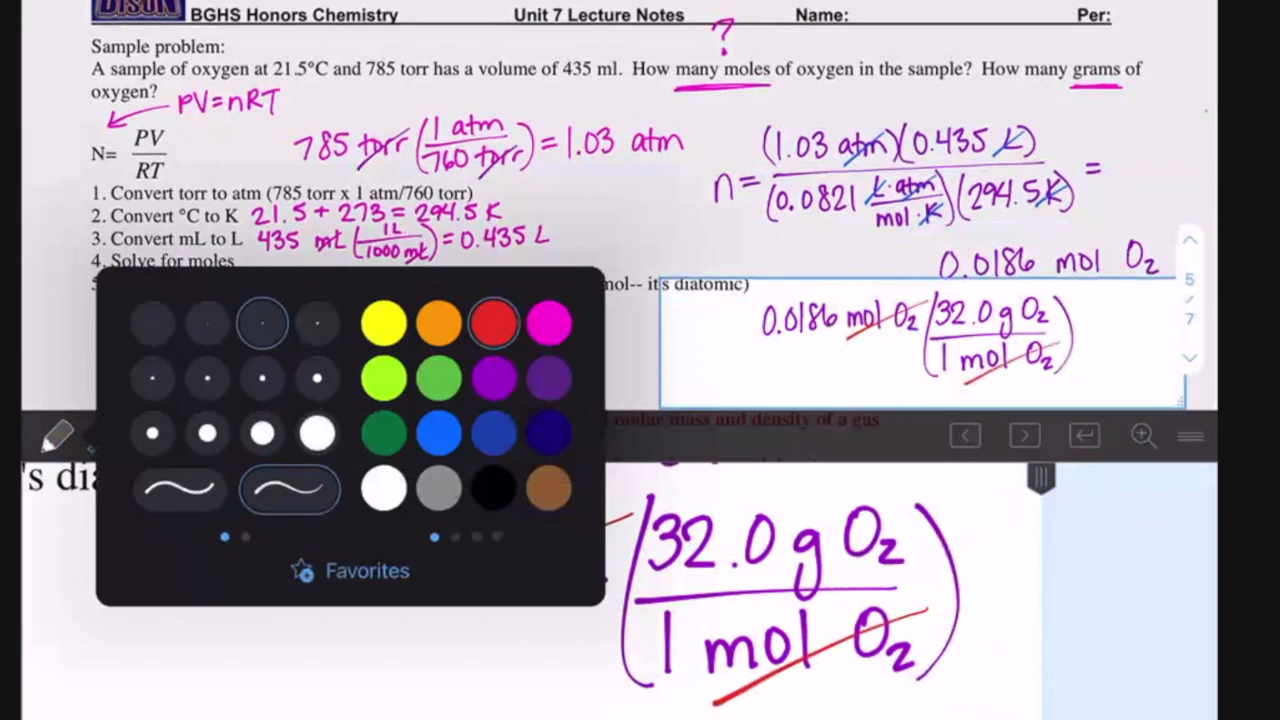 BGHS Honors Chemistry Unit 7 Lecture Notes Name: Per:
?
Sample problem:
A sample of oxygen at 21.5°C and 785 torr has a volume of 435 ml. How many moles of oxygen in the sample? How many grams of
oxygen?
PV=nRT
N= PV
RT
785 torr (1 atm
760 torr) = 1.03 atm
1. Convert torr to atm (785 torr x 1 atm/760 torr)
2. Convert °C to K 21.5 + 273 = 294.5 K
3. Convert mL to L 435 mL (1L
1000 mL) = 0.435 L
4. Solve for moles
n = (1.03 atm)(0.435 L)
(0.0821 L·atm
mol·K)(294.5K) =
0.0186 mol O2
mol-- it's diatomic)
0.0186 mol O2 (32.0 g O2
1 mol O2)
5
/
7
molar mass and density of a gas
's dia
(32.0 g O2
1 mol O2)
Favorites